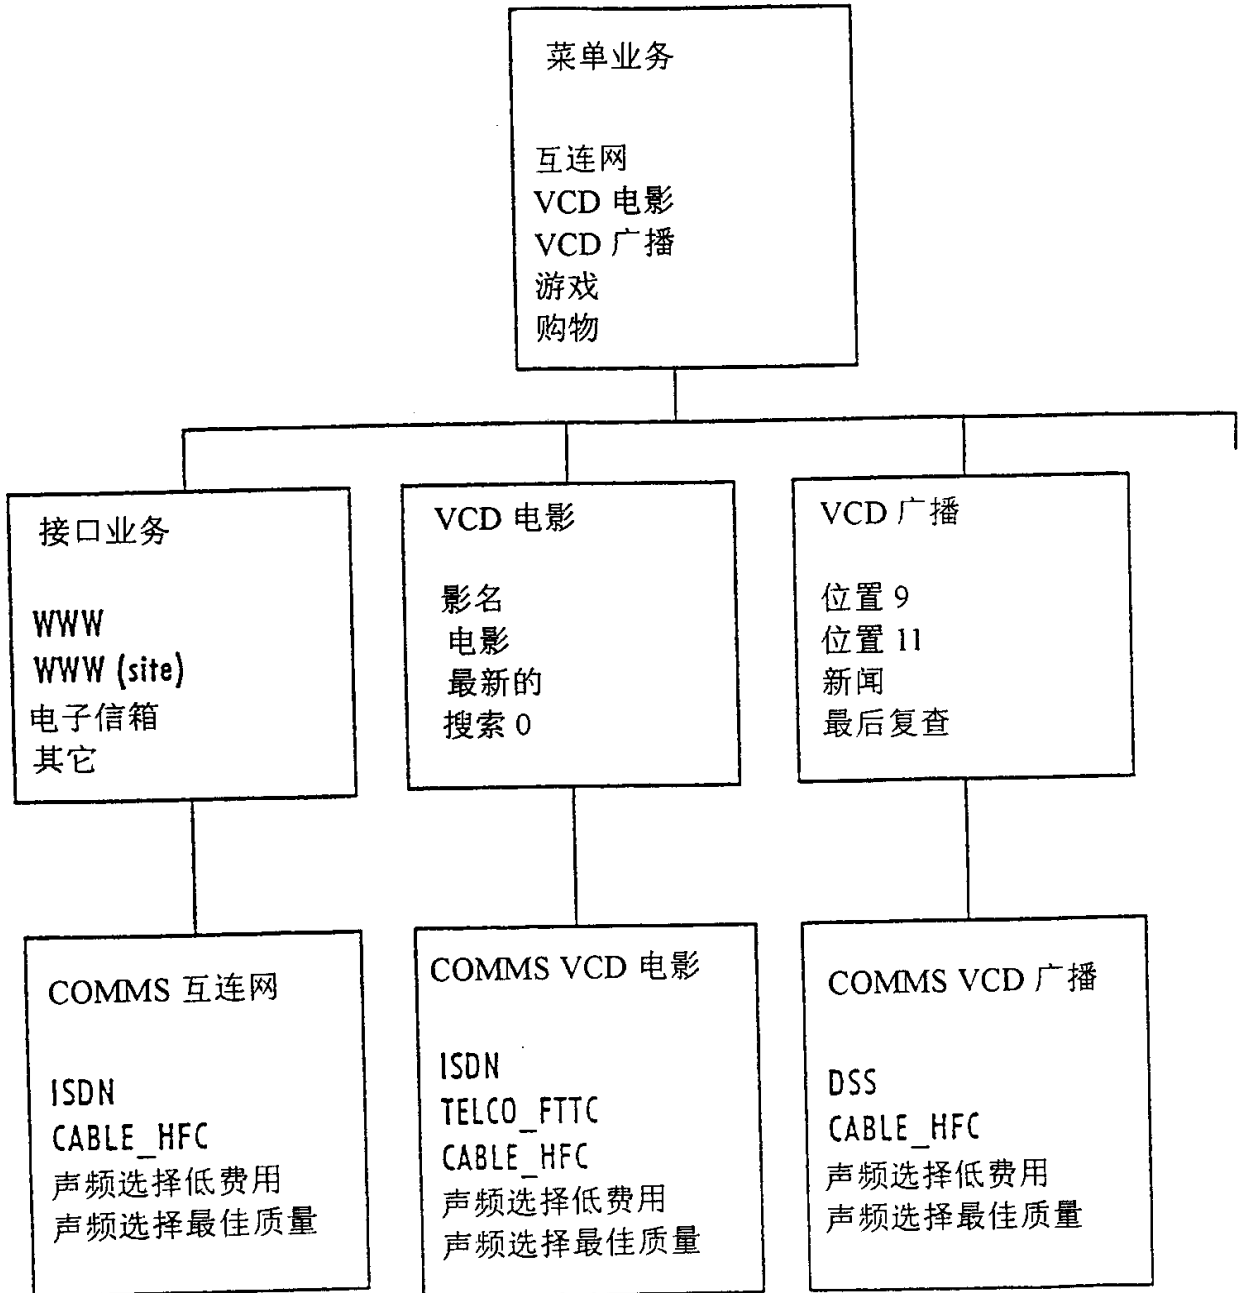 菜单业务
互连网
VCD 电影
VCD 广播
游戏
购物
接口业务
WWW
WWW (site)
电子信箱
其它
VCD 电影
影名
电影
最新的
搜索 0
VCD 广播
位置 9
位置 11
新闻
最后复查
COMMS 互连网
ISDN
CABLE_HFC
声频选择低费用
声频选择最佳质量
COMMS VCD 电影
ISDN
TELCO_FTTC
CABLE_HFC
声频选择低费用
声频选择最佳质量
COMMS VCD 广播
DSS
CABLE_HFC
声频选择低费用
声频选择最佳质量